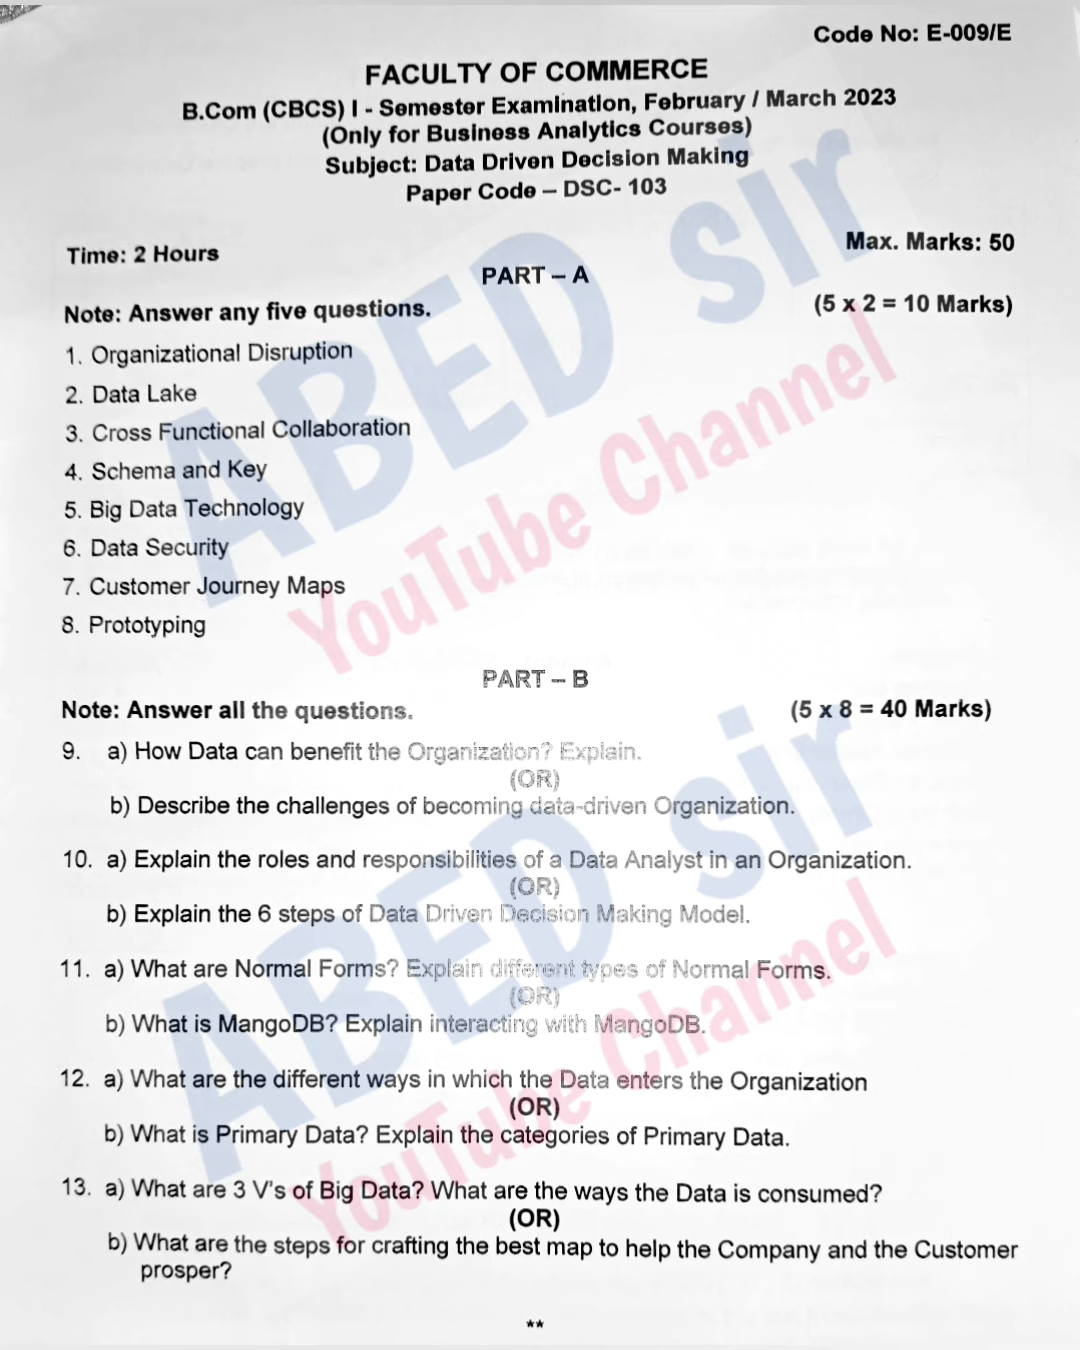 Code No: E-009/E
FACULTY OF COMMERCE
B.Com (CBCS) I - Semester Examination, February / March 2023
(Only for Business Analytics Courses)
Subject: Data Driven Decision Making
Paper Code – DSC- 103
Time: 2 Hours
Max. Marks: 50
PART – A
Note: Answer any five questions.
(5 x 2 = 10 Marks)
1. Organizational Disruption
2. Data Lake
3. Cross Functional Collaboration
4. Schema and Key
5. Big Data Technology
6. Data Security
7. Customer Journey Maps
8. Prototyping
ABED sir
YouTube Channel
PART – B
Note: Answer all the questions.
(5 x 8 = 40 Marks)
9. a) How Data can benefit the Organization? Explain.
(OR)
b) Describe the challenges of becoming data-driven Organization.
10. a) Explain the roles and responsibilities of a Data Analyst in an Organization.
(OR)
b) Explain the 6 steps of Data Driven Decision Making Model.
11. a) What are Normal Forms? Explain different types of Normal Forms.
(OR)
b) What is MangoDB? Explain interacting with MangoDB.
12. a) What are the different ways in which the Data enters the Organization
(OR)
b) What is Primary Data? Explain the categories of Primary Data.
13. a) What are 3 V's of Big Data? What are the ways the Data is consumed?
(OR)
b) What are the steps for crafting the best map to help the Company and the Customer
prosper?
ABED sir
YouTube Channel
**